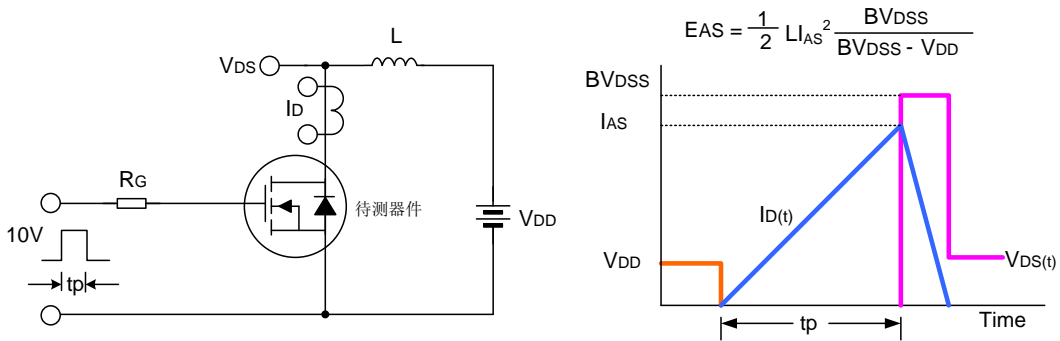 L
VDS
ID
RG
10V
tp
待测器件
VDD
EAS = 1/2 LIAS² BVDSS/(BVDSS - VDD)
BVDSS
IAS
ID(t)
VDD
VDS(t)
tp
Time